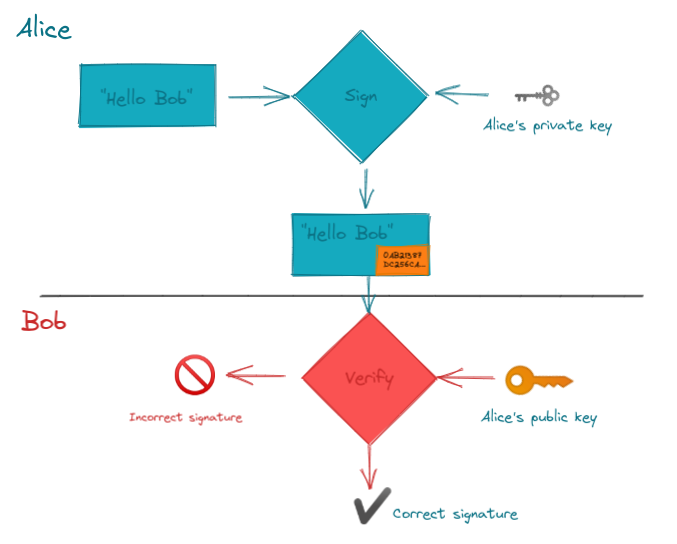 Alice
"Hello Bob"
Sign
Alice's private key
"Hello Bob"
0AB21387
DC256CA...
Bob
Verify
Incorrect signature
Alice's public key
Correct signature